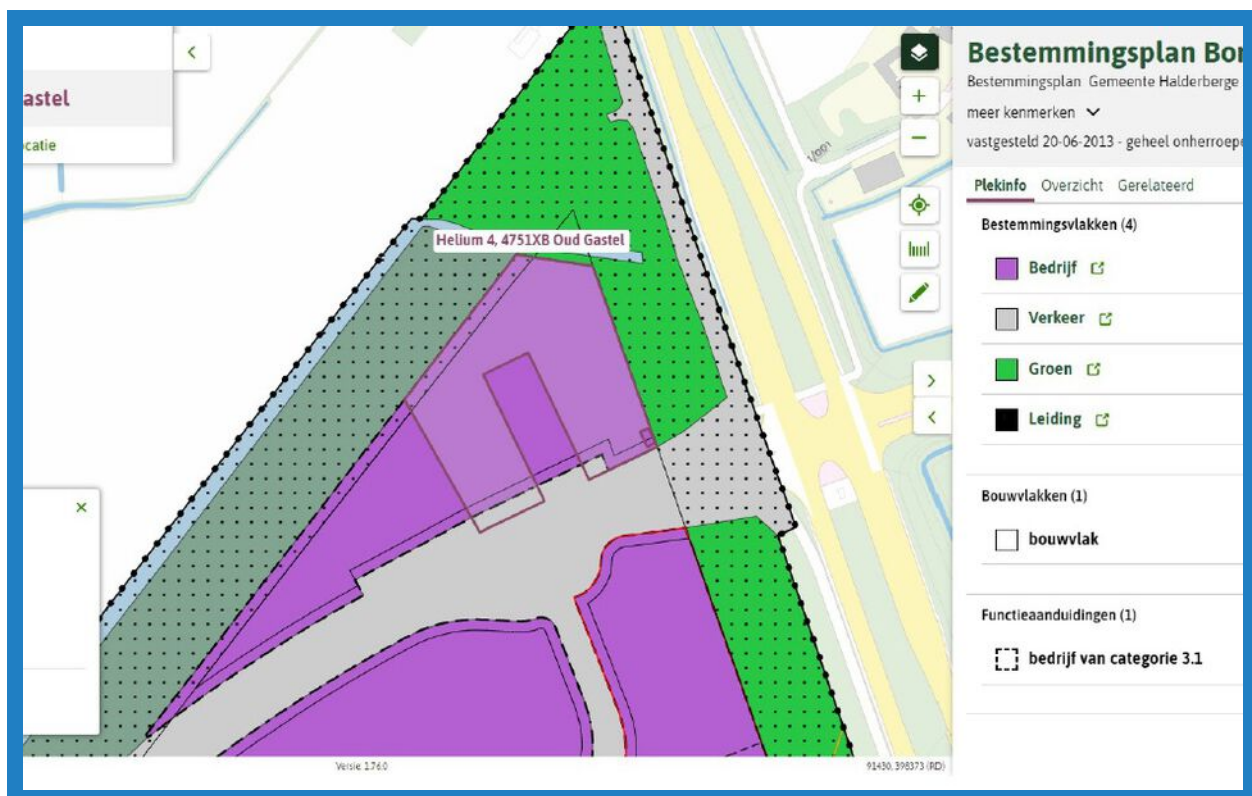 astel
catie
Helium 4, 4751XB Oud Gastel
Versie 1.76.0
91430, 398373 (RD)
Bestemmingsplan Bor
Bestemmingsplan Gemeente Halderberge
meer kenmerken
vastgesteld 20-06-2013 - geheel onherroepe
Plekinfo Overzicht Gerelateerd
Bestemmingsvlakken (4)
Bedrijf
Verkeer
Groen
Leiding
Bouwvlakken (1)
bouwvlak
Functieaanduidingen (1)
bedrijf van categorie 3.1